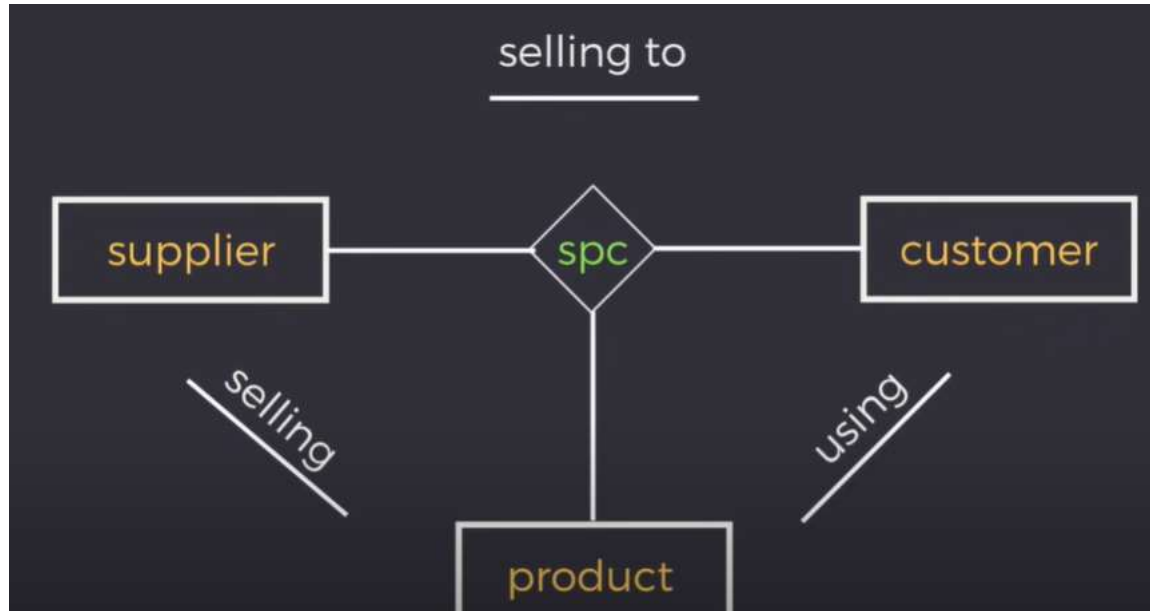 selling to
supplier
spc
customer
selling
using
product